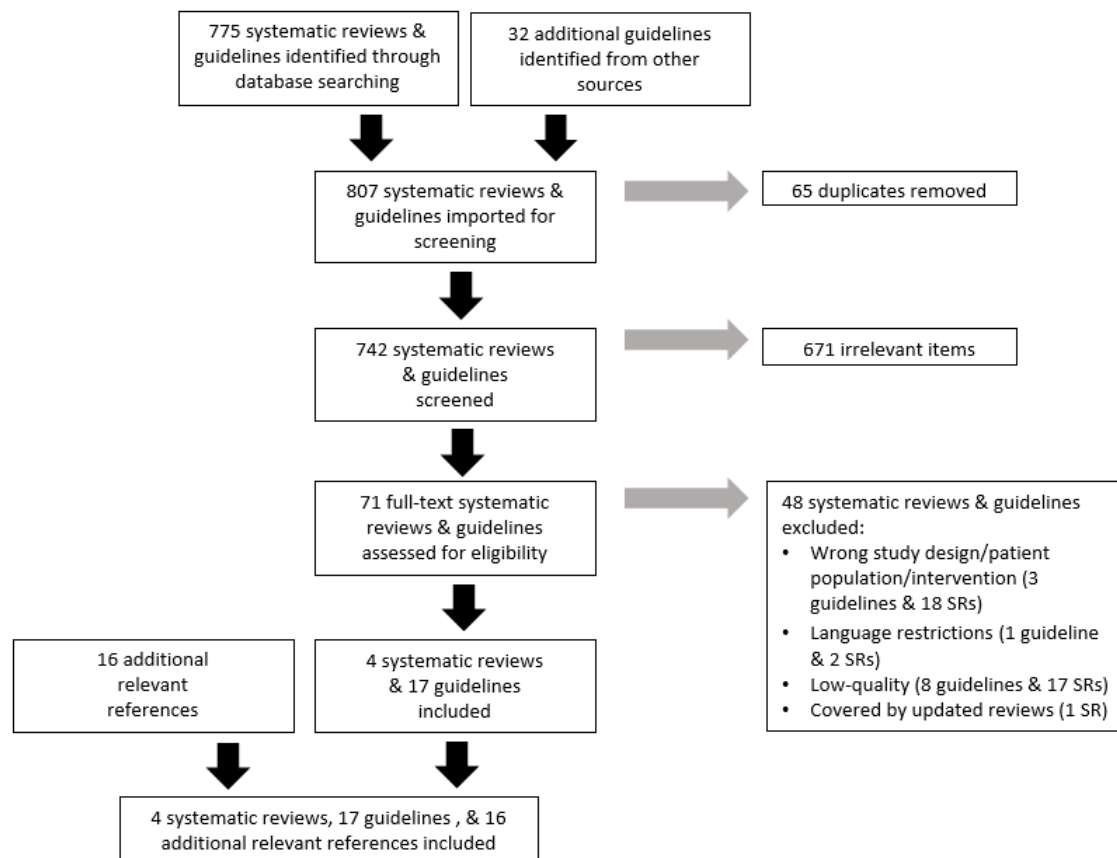 775 systematic reviews &
guidelines identified through
database searching
32 additional guidelines
identified from other
sources
807 systematic reviews &
guidelines imported for
screening
65 duplicates removed
742 systematic reviews
& guidelines
screened
671 irrelevant items
71 full-text systematic
reviews & guidelines
assessed for eligibility
48 systematic reviews & guidelines
excluded:
• Wrong study design/patient
population/intervention (3
guidelines & 18 SRs)
• Language restrictions (1 guideline
& 2 SRs)
• Low-quality (8 guidelines & 17 SRs)
• Covered by updated reviews (1 SR)
16 additional
relevant
references
4 systematic reviews
& 17 guidelines
included
4 systematic reviews, 17 guidelines , & 16
additional relevant references included